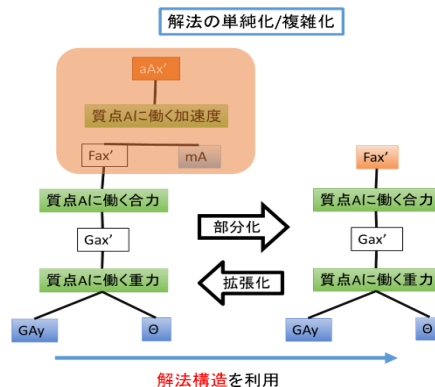 解法の単純化/複雑化
aAx'
質点Aに働く加速度
Fax'
mA
質点Aに働く合力
Gax'
質点Aに働く重力
GAy
Θ
部分化
拡張化
Fax'
質点Aに働く合力
Gax'
質点Aに働く重力
GAy
Θ
解法構造を利用